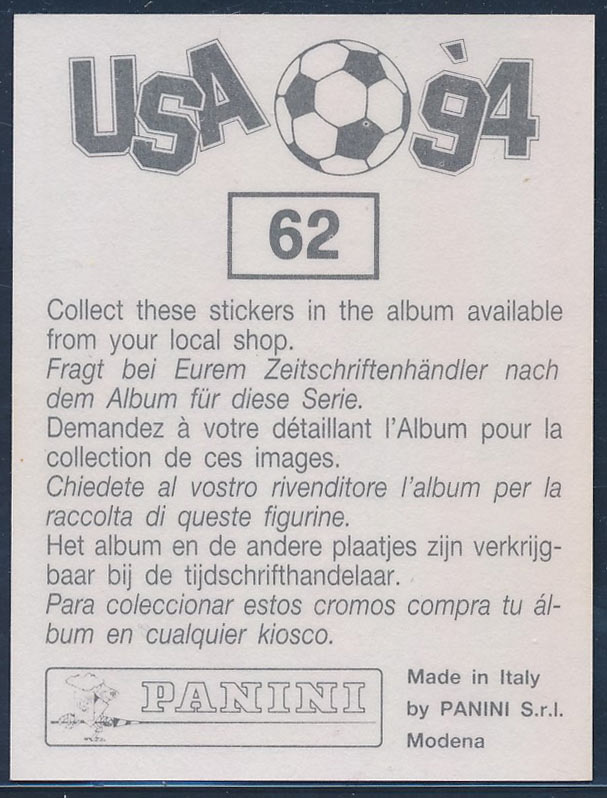 USA '94
62
Collect these stickers in the album available
from your local shop.
Fragt bei Eurem Zeitschriftenhändler nach
dem Album für diese Serie.
Demandez à votre détaillant l'Album pour la
collection de ces images.
Chiedete al vostro rivenditore l'album per la
raccolta di queste figurine.
Het album en de andere plaatjes zijn verkrijg-
baar bij de tijdschrifthandelaar.
Para coleccionar estos cromos compra tu ál-
bum en cualquier kiosco.
PANINI
Made in Italy
by PANINI S.r.l.
Modena